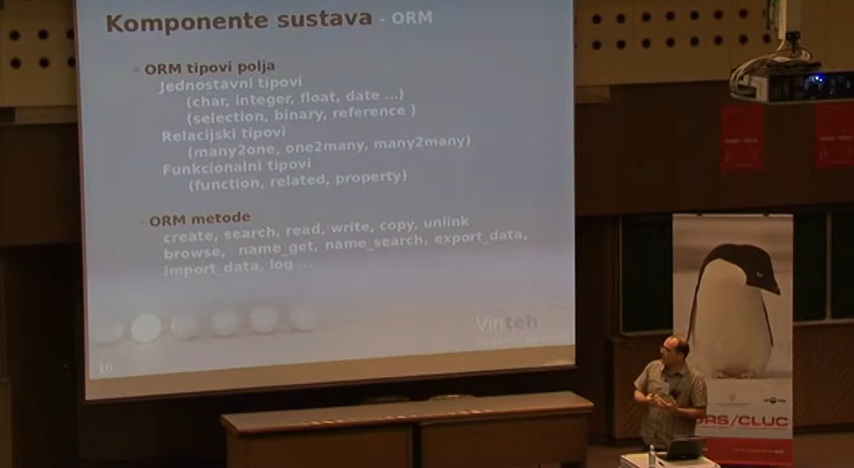 Komponente sustava - ORM
ORM tipovi polja
Jednostavni tipovi
(char, integer, float, date ...)
(selection, binary, reference )
Relacijski tipovi
(many2one, one2many, many2many)
Funkcionalni tipovi
(function, related, property)
ORM metode
create, search, read, write, copy, unlink
browse, name_get, name_search, export_data,
import_data, log ...
Vinteh
10
ORS/CLUC